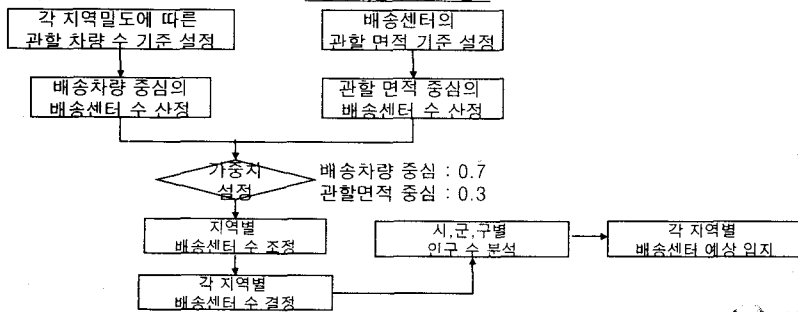 각 지역밀도에 따른
관할 차량 수 기준 설정
배송센터의
관할 면적 기준 설정
배송차량 중심의
배송센터 수 산정
관할 면적 중심의
배송센터 수 산정
가중치
설정
배송차량 중심 : 0.7
관할면적 중심 : 0.3
지역별
배송센터 수 조정
시,군,구별
인구 수 분석
각 지역별
배송센터 예상 입지
각 지역별
배송센터 수 결정